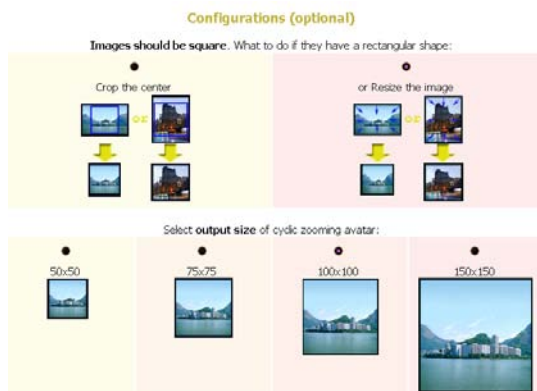 Configurations (optional)
Images should be square. What to do if they have a rectangular shape:
Crop the center
or Resize the image
or
or
Select output size of cyclic zooming avatar:
50x50
75x75
100x100
150x150